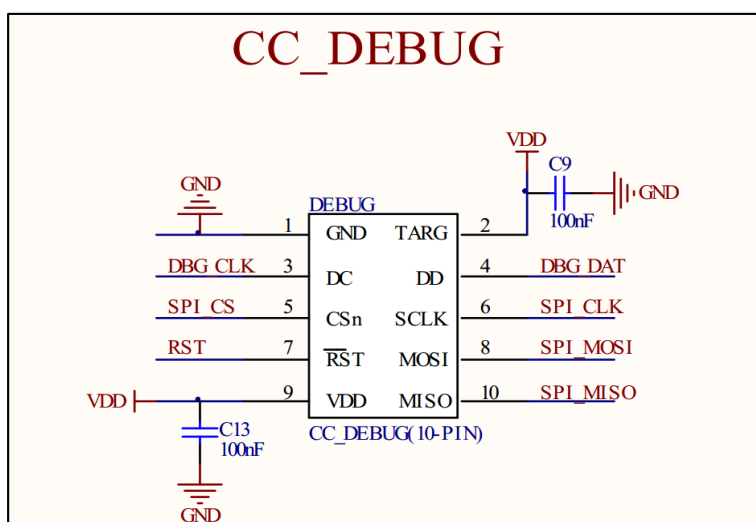 CC_DEBUG
VDD
C9
GND
100nF
GND
DEBUG
1 GND TARG 2
DBG_CLK 3 DC DD 4 DBG_DAT
SPI_CS 5 CSn SCLK 6 SPI_CLK
RST 7 RST MOSI 8 SPI_MOSI
VDD 9 VDD MISO 10 SPI_MISO
C13
100nF
CC_DEBUG(10-PIN)
GND